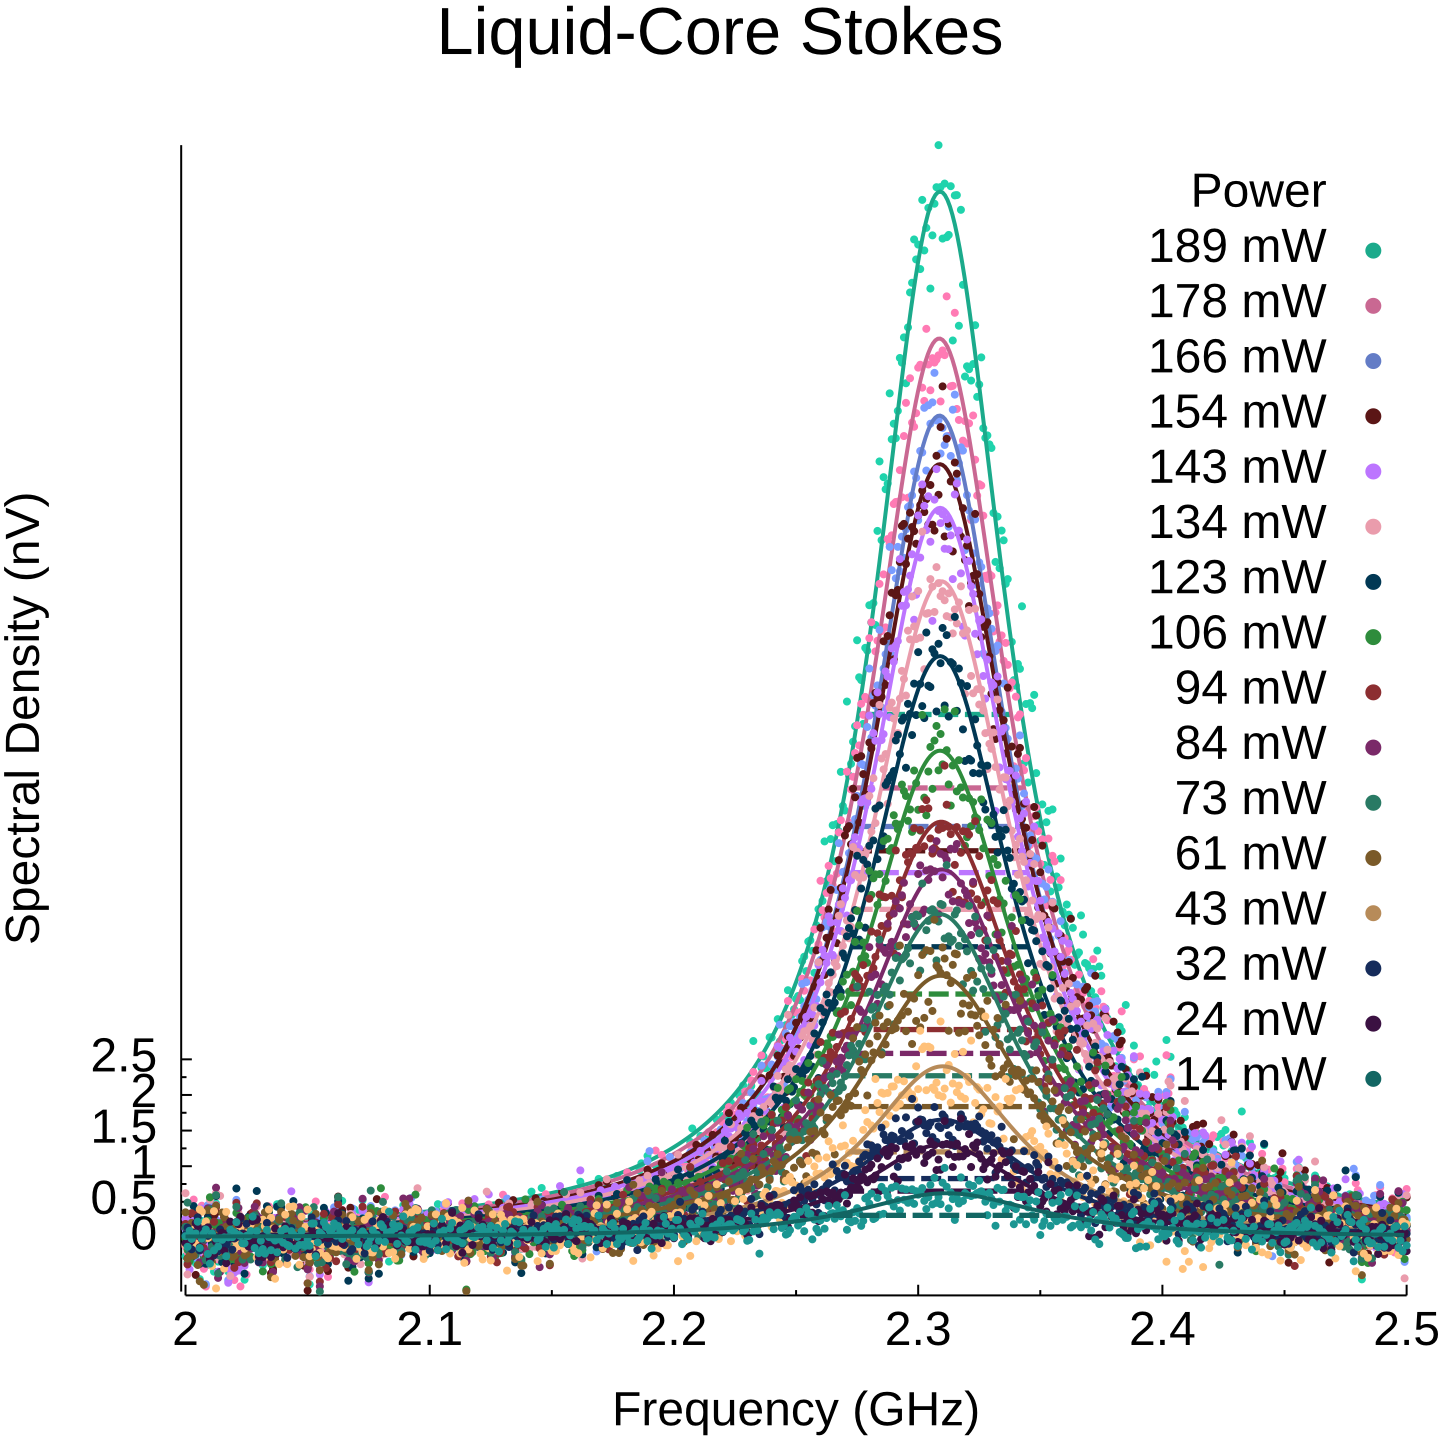 Liquid-Core Stokes
Power
189 mW
178 mW
166 mW
154 mW
143 mW
134 mW
123 mW
106 mW
94 mW
84 mW
73 mW
61 mW
43 mW
32 mW
24 mW
14 mW
Spectral Density (nV)
2.5
2
1.5
1
0.5
0
2 2.1 2.2 2.3 2.4 2.5
Frequency (GHz)